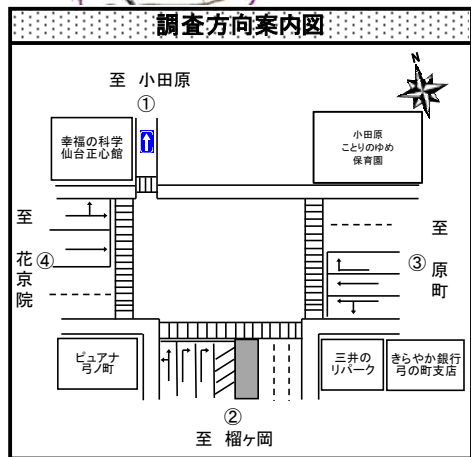 調査方向案内図
至 小田原
①
N
幸福の科学
仙台正心館
小田原
ことりのゆめ
保育園
至
花京院
④
至
原町
③
ピュアナ
弓ノ町
三井の
リパーク
きらやか銀行
弓の町支店
②
至 榴ヶ岡